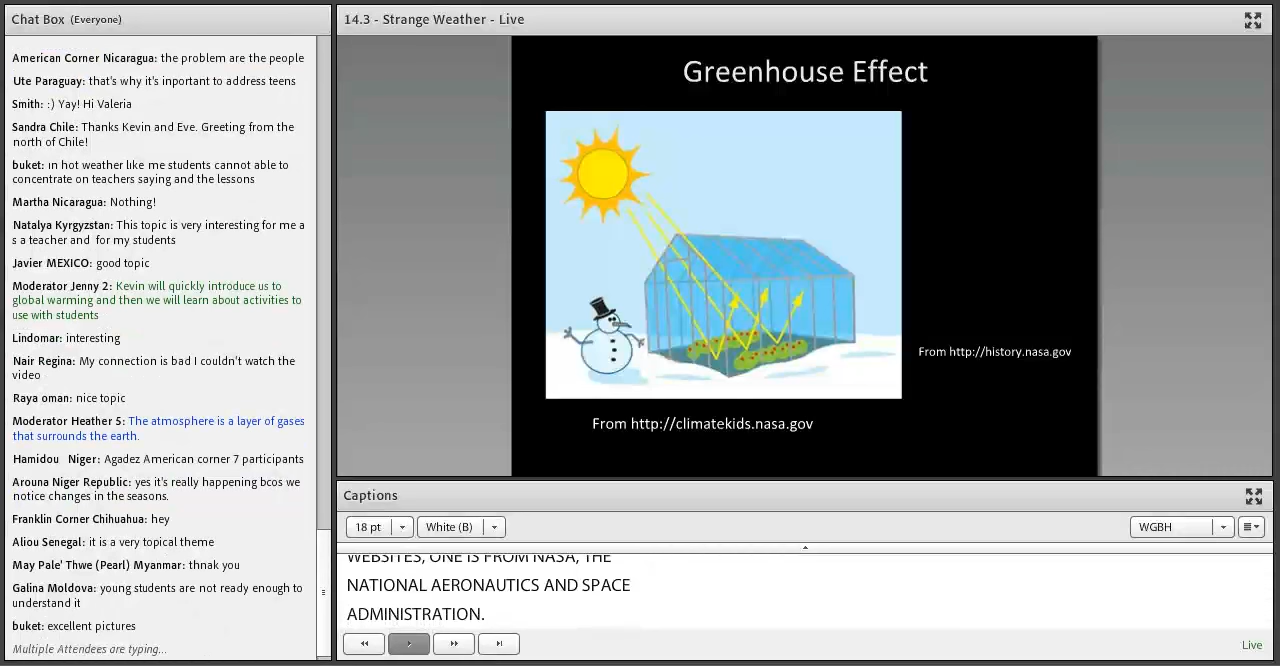 Chat Box (Everyone)
American Corner Nicaragua: the problem are the people
Ute Paraguay: that's why it's inportant to address teens
Smith: :) Yay! Hi Valeria
Sandra Chile: Thanks Kevin and Eve. Greeting from the
north of Chile!
buket: ın hot weather lıke me students cannot able to
concentrate on teachers saying and the lessons
Martha Nicaragua: Nothing!
Natalya Kyrgyzstan: This topic is very interesting for me a
s a teacher and  for my students
Javier MEXICO: good topic
Moderator Jenny 2: Kevin will quickly introduce us to
global warming and then we will learn about activities to
use with students
Lindomar: interesting
Nair Regina: My connection is bad I couldn't watch the
video
Raya oman: nice topic
Moderator Heather 5: The atmosphere is a layer of gases
that surrounds the earth.
Hamidou   Niger: Agadez American corner 7 participants
Arouna Niger Republic: yes it's really happening bcos we
notice changes in the seasons.
Franklin Corner Chihuahua: hey
Aliou Senegal: it is a very topical theme
May Pale' Thwe (Pearl) Myanmar: thnak you
Galina Moldova: young students are not ready enough to
understand it
buket: excellent pictures
Multiple Attendees are typing...
14.3 - Strange Weather - Live
Greenhouse Effect
From http://history.nasa.gov
From http://climatekids.nasa.gov
Captions
18 pt
White (B)
WGBH
WEBSITES, ONE IS FROM NASA, THE
NATIONAL AERONAUTICS AND SPACE
ADMINISTRATION.
Live